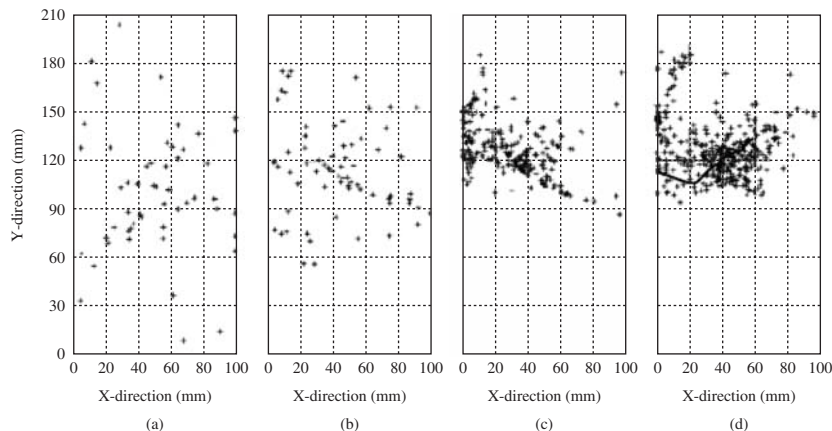 210
180
150
120
90
60
30
0
Y-direction (mm)
0 20 40 60 80 100
0 20 40 60 80 100
0 20 40 60 80 100
0 20 40 60 80 100
X-direction (mm)
X-direction (mm)
X-direction (mm)
X-direction (mm)
(a)
(b)
(c)
(d)